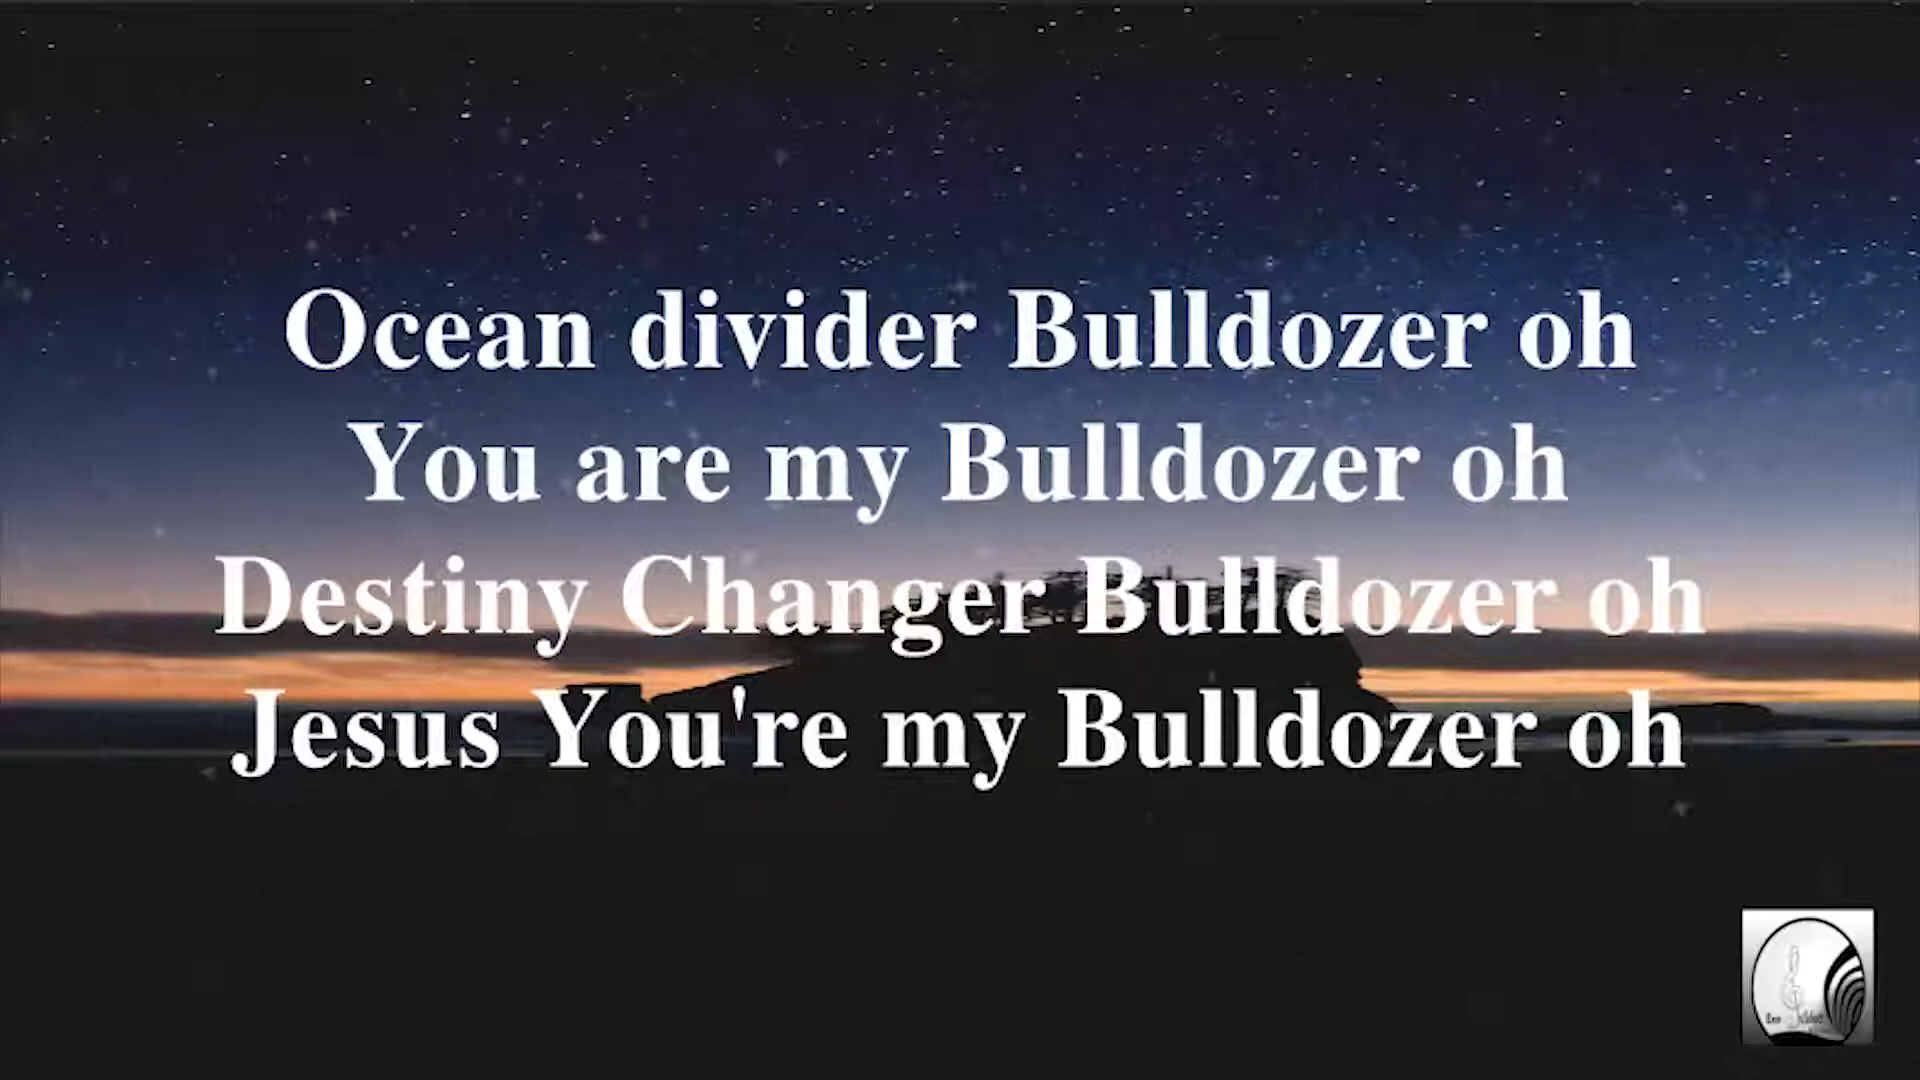 Ocean divider Bulldozer oh
You are my Bulldozer oh
Destiny Changer Bulldozer oh
Jesus You're my Bulldozer oh